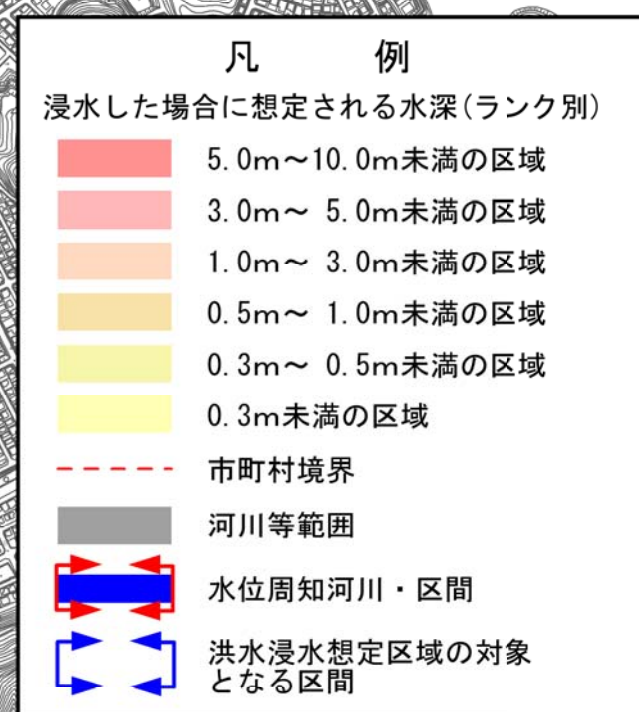 凡 例
浸水した場合に想定される水深(ランク別)
5.0m～10.0m未満の区域
3.0m～ 5.0m未満の区域
1.0m～ 3.0m未満の区域
0.5m～ 1.0m未満の区域
0.3m～ 0.5m未満の区域
0.3m未満の区域
市町村境界
河川等範囲
水位周知河川・区間
洪水浸水想定区域の対象
となる区間